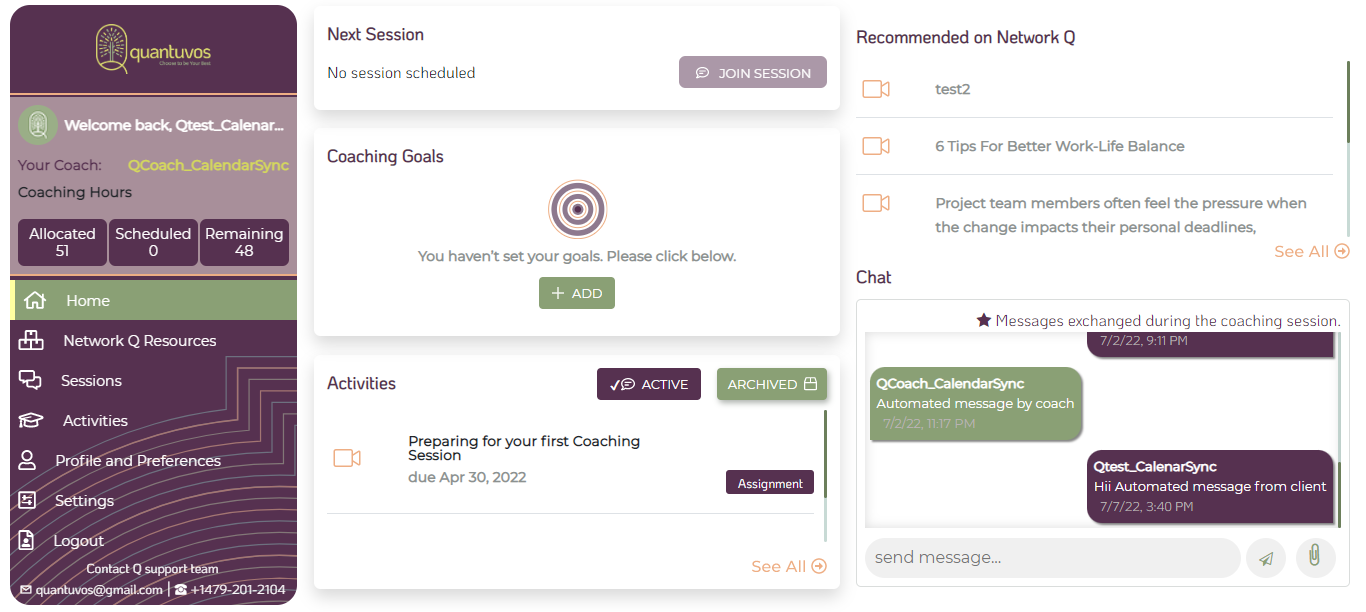 quantuvos
Choose to be Your Best
Welcome back, Qtest_Calenar...
Your Coach: QCoach_CalendarSync
Coaching Hours
Allocated
51
Scheduled
0
Remaining
48
Home
Network Q Resources
Sessions
Activities
Profile and Preferences
Settings
Logout
Contact Q support team
quantuvos@gmail.com | +1479-201-2104
Next Session
No session scheduled
JOIN SESSION
Coaching Goals
You haven't set your goals. Please click below.
+ ADD
Activities
ACTIVE
ARCHIVED
Preparing for your first Coaching
Session
due Apr 30, 2022
Assignment
See All
Recommended on Network Q
test2
6 Tips For Better Work-Life Balance
Project team members often feel the pressure when
the change impacts their personal deadlines,
See All
Chat
★ Messages exchanged during the coaching session.
7/2/22, 9:11 PM
QCoach_CalendarSync
Automated message by coach
7/2/22, 11:17 PM
Qtest_CalenarSync
Hii Automated message from client
7/7/22, 3:40 PM
send message...